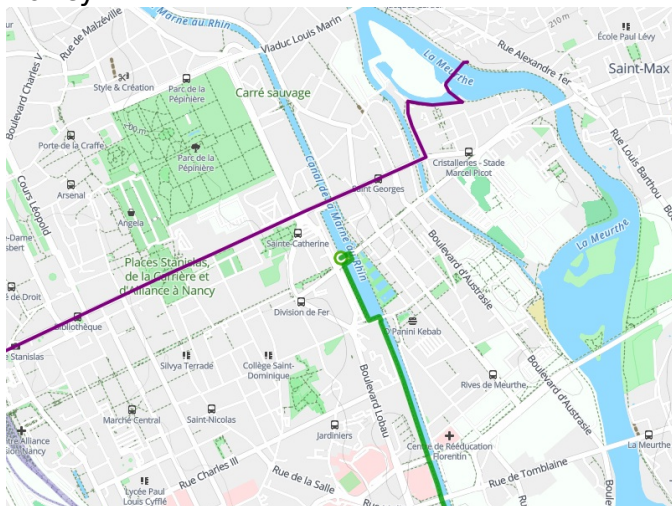 Rue de Malzéville
Marne au Rhin
Viaduc Louis Marin
210 m
École Paul Lévy
Boulevard Charles V
Style & Création
Parc de la
Pépinière
Carré sauvage
La Meurthe
Rue Alexandre 1er
Saint-Max
Porte de la Craffe
Parc de la
Pépinière
Canal de la Marne au Rhin
Cristalleries - Stade
Marcel Picot
Rue Louis Barthou
Cours Léopold
Arsenal
Saint Georges
Angela
e-Dame-
Sainte-Catherine
La Meurthe
Places Stanislas,
de la Carrière et
d'Alliance à Nancy
é de Droit
Boulevard d'Austrasie
Division de Fer
Bibliothèque
e Stanislas
O Panini Kebab
Silvya Terradé
Collège Saint-
Dominique
Rives de Meurthe
Boulevard d'Austrasie
Marché Central
Saint-Nicolas
Boulevard Lobau
Jardiniers
Centre de Rééducation
Florentin
La Meurthe
tre Alliance
sion Nancy
Rue Charles III
Rue de la Salle
Rue de Tomblaine
Lycée Paul
Louis Cyfflé